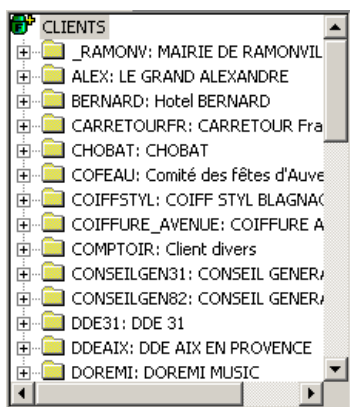 CLIENTS
_RAMONV: MAIRIE DE RAMONVIL
ALEX: LE GRAND ALEXANDRE
BERNARD: Hotel BERNARD
CARRETOURFR: CARRETOUR Fra
CHOBAT: CHOBAT
COFEAU: Comité des fêtes d'Auve
COIFFSTYL: COIFF STYL BLAGNAC
COIFFURE_AVENUE: COIFFURE A
COMPTOIR: Client divers
CONSEILGEN31: CONSEIL GENERA
CONSEILGEN82: CONSEIL GENERA
DDE31: DDE 31
DDEAIX: DDE AIX EN PROVENCE
DOREMI: DOREMI MUSIC